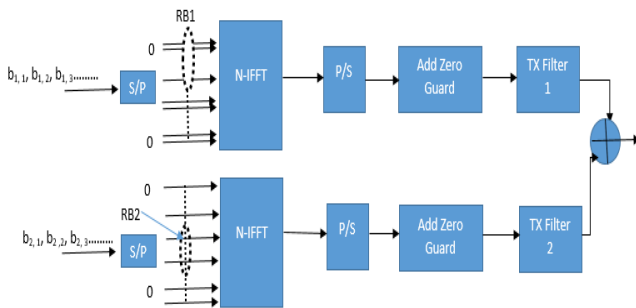 RB1
0
b1, 1, b1, 2, b1, 3.........
S/P
0
N-IFFT
P/S
Add Zero
Guard
TX Filter
1
0
RB2
b2, 1, b2 ,2, b2, 3.........
S/P
0
N-IFFT
P/S
Add Zero
Guard
TX Filter
2